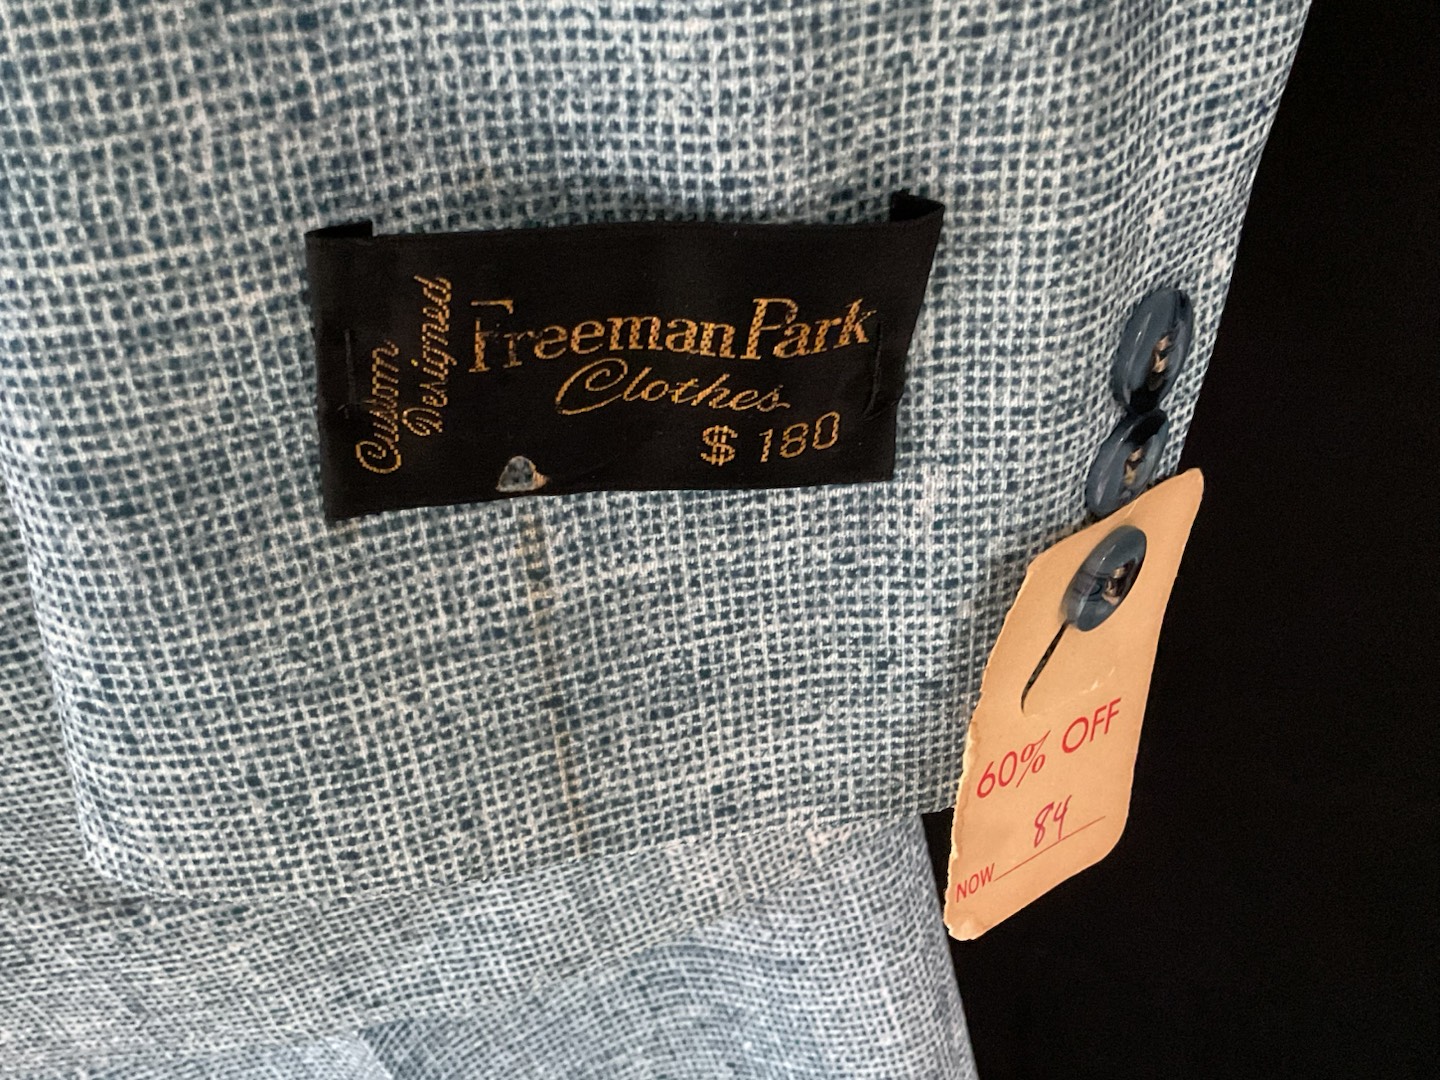 Custom
Designed
Freeman Park
Clothes
$ 180
60% OFF
84
NOW